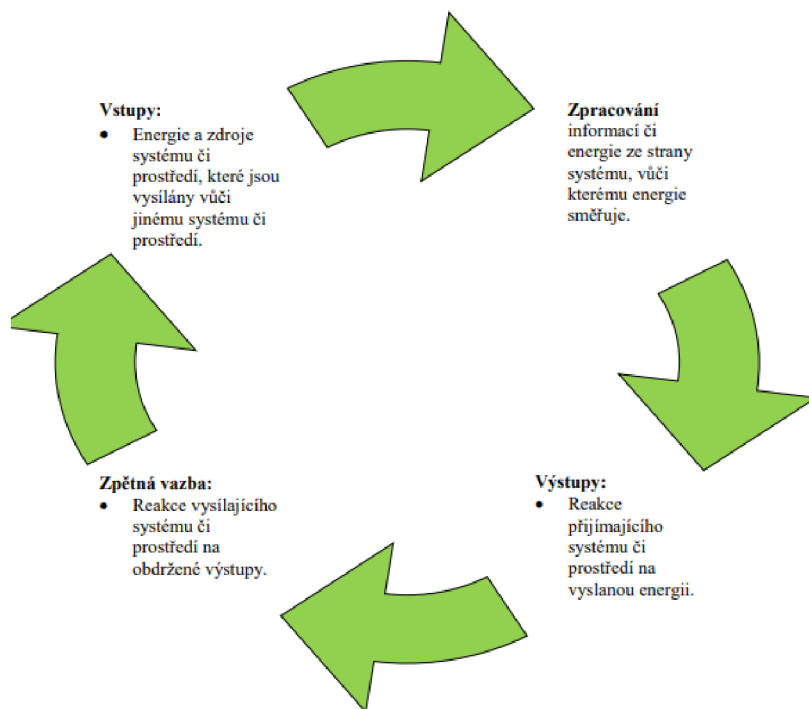 Vstupy:
• Energie a zdroje
systému či
prostředí, které jsou
vysílány vůči
jinému systému či
prostředí.
Zpracování
informací či
energie ze strany
systému, vůči
kterému energie
směřuje.
Výstupy:
• Reakce
přijímajícího
systému či
prostředí na
vyslanou energii.
Zpětná vazba:
• Reakce vysílajícího
systému či
prostředí na
obdržené výstupy.